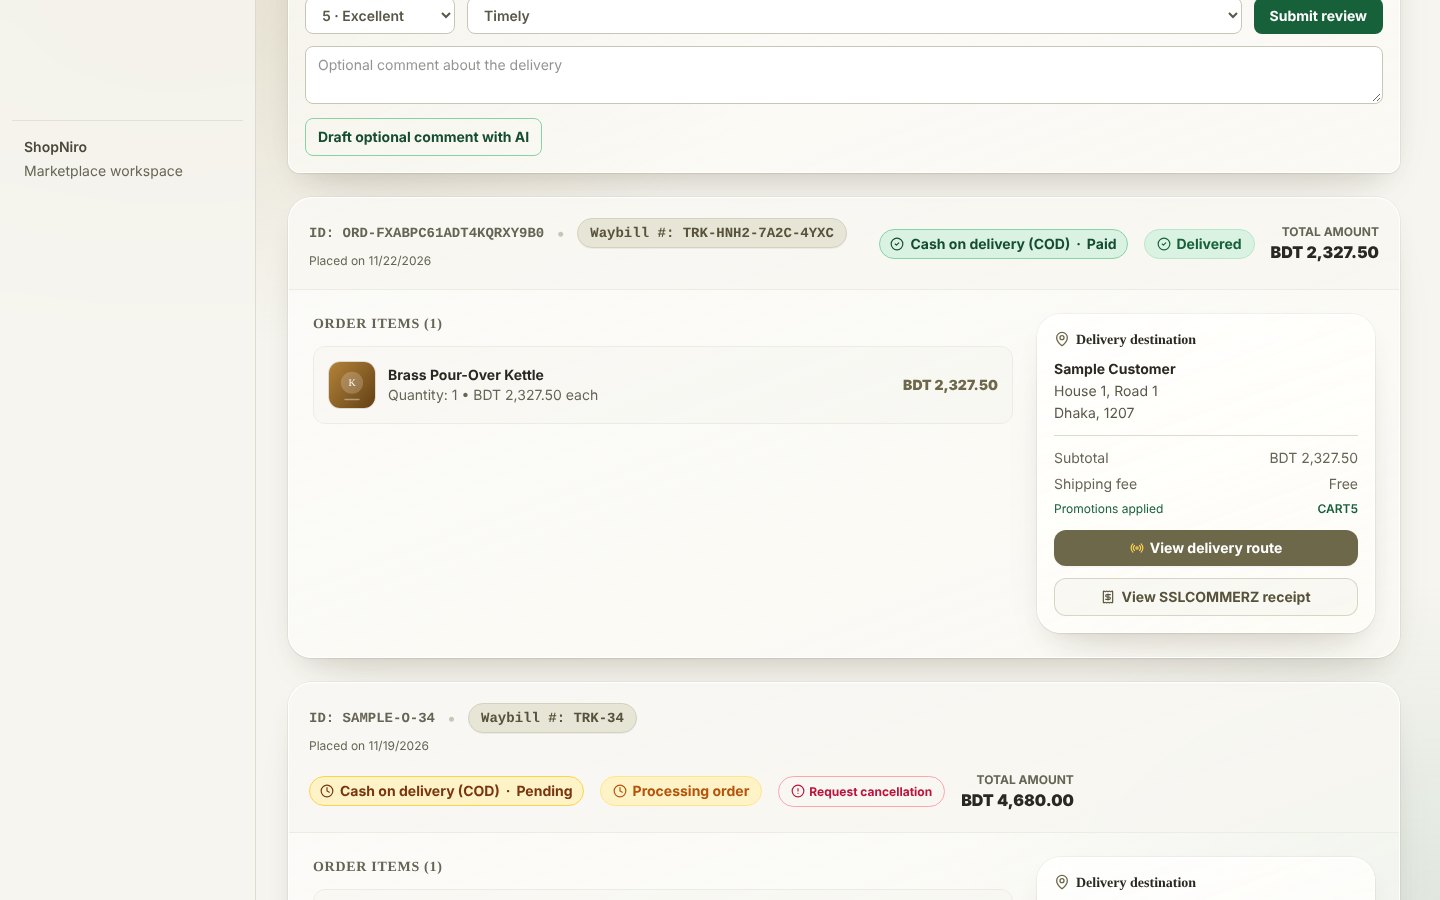 5 · Excellent
Timely
Submit review
Optional comment about the delivery
Draft optional comment with AI
ShopNiro
Marketplace workspace
ID: ORD-FXABPC61ADT4KQRXY9B0
Waybill #: TRK-HNH2-7A2C-4YXC
Placed on 11/22/2026
Cash on delivery (COD) · Paid
Delivered
TOTAL AMOUNT
BDT 2,327.50
ORDER ITEMS (1)
K
Brass Pour-Over Kettle
Quantity: 1 • BDT 2,327.50 each
BDT 2,327.50
Delivery destination
Sample Customer
House 1, Road 1
Dhaka, 1207
Subtotal BDT 2,327.50
Shipping fee Free
Promotions applied CART5
View delivery route
View SSLCOMMERZ receipt
ID: SAMPLE-O-34
Waybill #: TRK-34
Placed on 11/19/2026
Cash on delivery (COD) · Pending
Processing order
Request cancellation
TOTAL AMOUNT
BDT 4,680.00
ORDER ITEMS (1)
Delivery destination